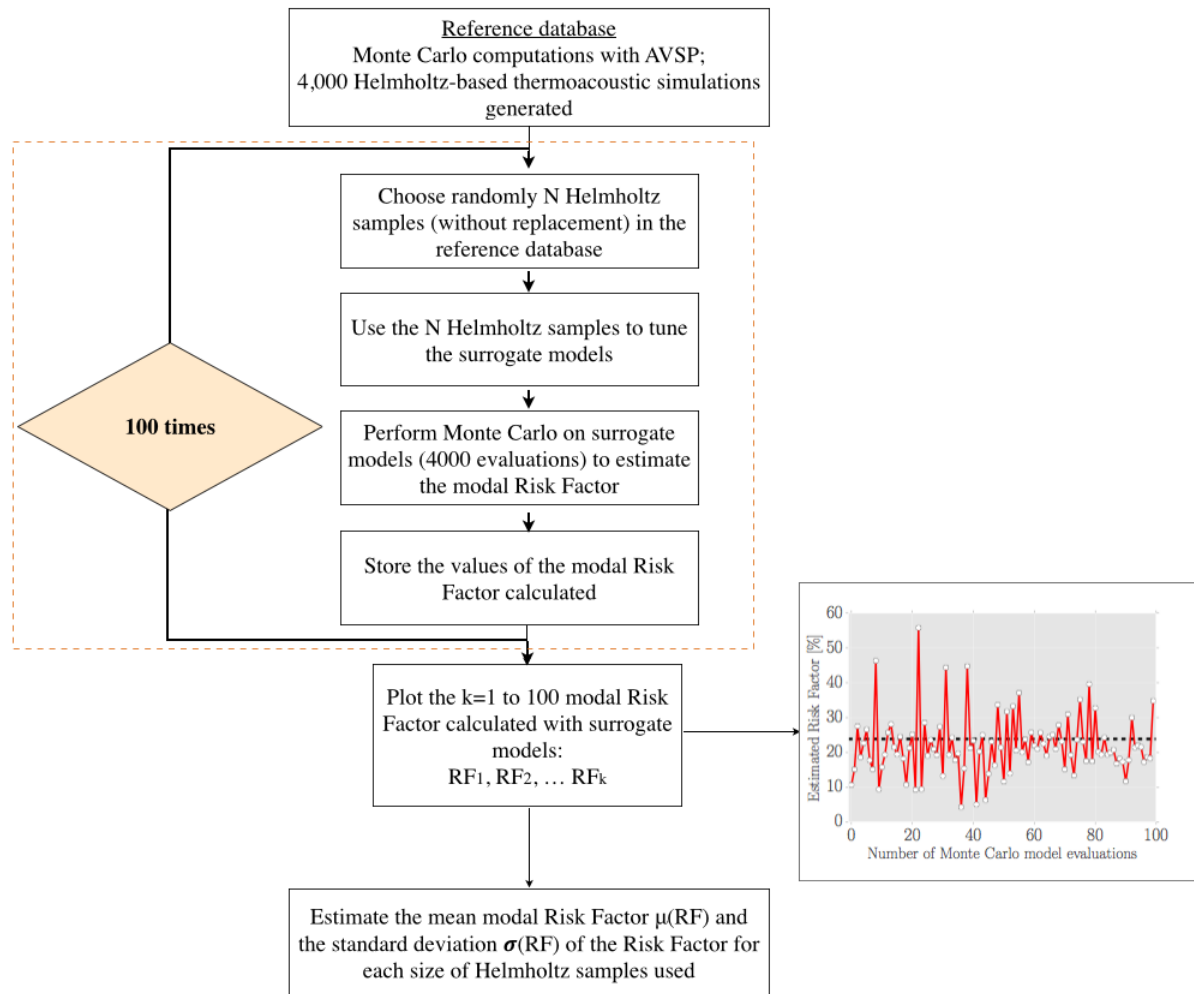 Reference database
Monte Carlo computations with AVSP;
4,000 Helmholtz-based thermoacoustic simulations
generated
Choose randomly N Helmholtz
samples (without replacement) in the
reference database
Use the N Helmholtz samples to tune
the surrogate models
100 times
Perform Monte Carlo on surrogate
models (4000 evaluations) to estimate
the modal Risk Factor
Store the values of the modal Risk
Factor calculated
Plot the k=1 to 100 modal Risk
Factor calculated with surrogate
models:
RF1, RF2, … RFk
Estimated Risk Factor [%]
60
50
40
30
20
10
0
0 20 40 60 80 100
Number of Monte Carlo model evaluations
Estimate the mean modal Risk Factor μ(RF) and
the standard deviation σ(RF) of the Risk Factor for
each size of Helmholtz samples used